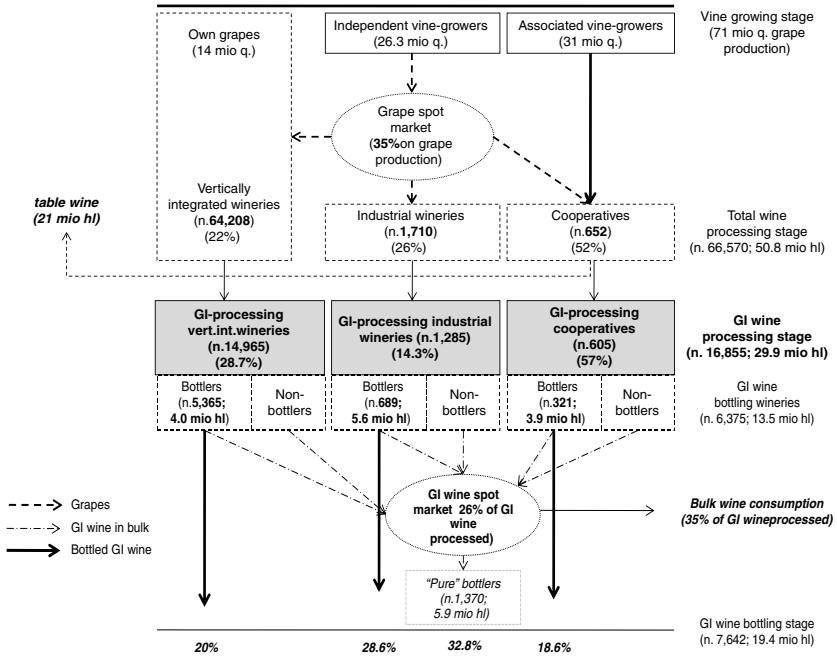 Own grapes
(14 mio q.)
Independent vine-growers
(26.3 mio q.)
Associated vine-growers
(31 mio q.)
Vine growing stage
(71 mio q. grape
production)
Grape spot
market
(35%on grape
production)
table wine
(21 mio hl)
Vertically
integrated wineries
(n.64,208)
(22%)
Industrial wineries
(n.1,710)
(26%)
Cooperatives
(n.652)
(52%)
Total wine
processing stage
(n. 66,570; 50.8 mio hl)
GI-processing
vert.int.wineries
(n.14,965)
(28.7%)
GI-processing industrial
wineries (n.1,285)
(14.3%)
GI-processing
cooperatives
(n.605)
(57%)
GI wine
processing stage
(n. 16,855; 29.9 mio hl)
Bottlers
(n.5,365;
4.0 mio hl)
Non-
bottlers
Bottlers
(n.689;
5.6 mio hl)
Non-
bottlers
Bottlers
(n.321;
3.9 mio hl)
Non-
bottlers
GI wine
bottling wineries
(n. 6,375; 13.5 mio hl)
GI wine spot
market 26% of GI
wine
processed)
Bulk wine consumption
(35% of GI wineprocessed)
Grapes
GI wine in bulk
Bottled GI wine
“Pure” bottlers
(n.1,370;
5.9 mio hl)
GI wine bottling stage
(n. 7,642; 19.4 mio hl)
20%
28.6%
32.8%
18.6%